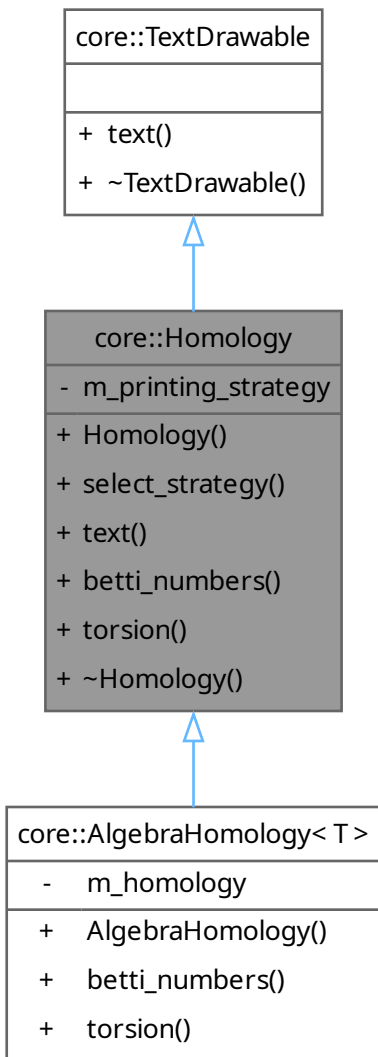 core::TextDrawable
+ text()
+ ~TextDrawable()
core::Homology
- m_printing_strategy
+ Homology()
+ select_strategy()
+ text()
+ betti_numbers()
+ torsion()
+ ~Homology()
core::AlgebraHomology< T >
- m_homology
+ AlgebraHomology()
+ betti_numbers()
+ torsion()